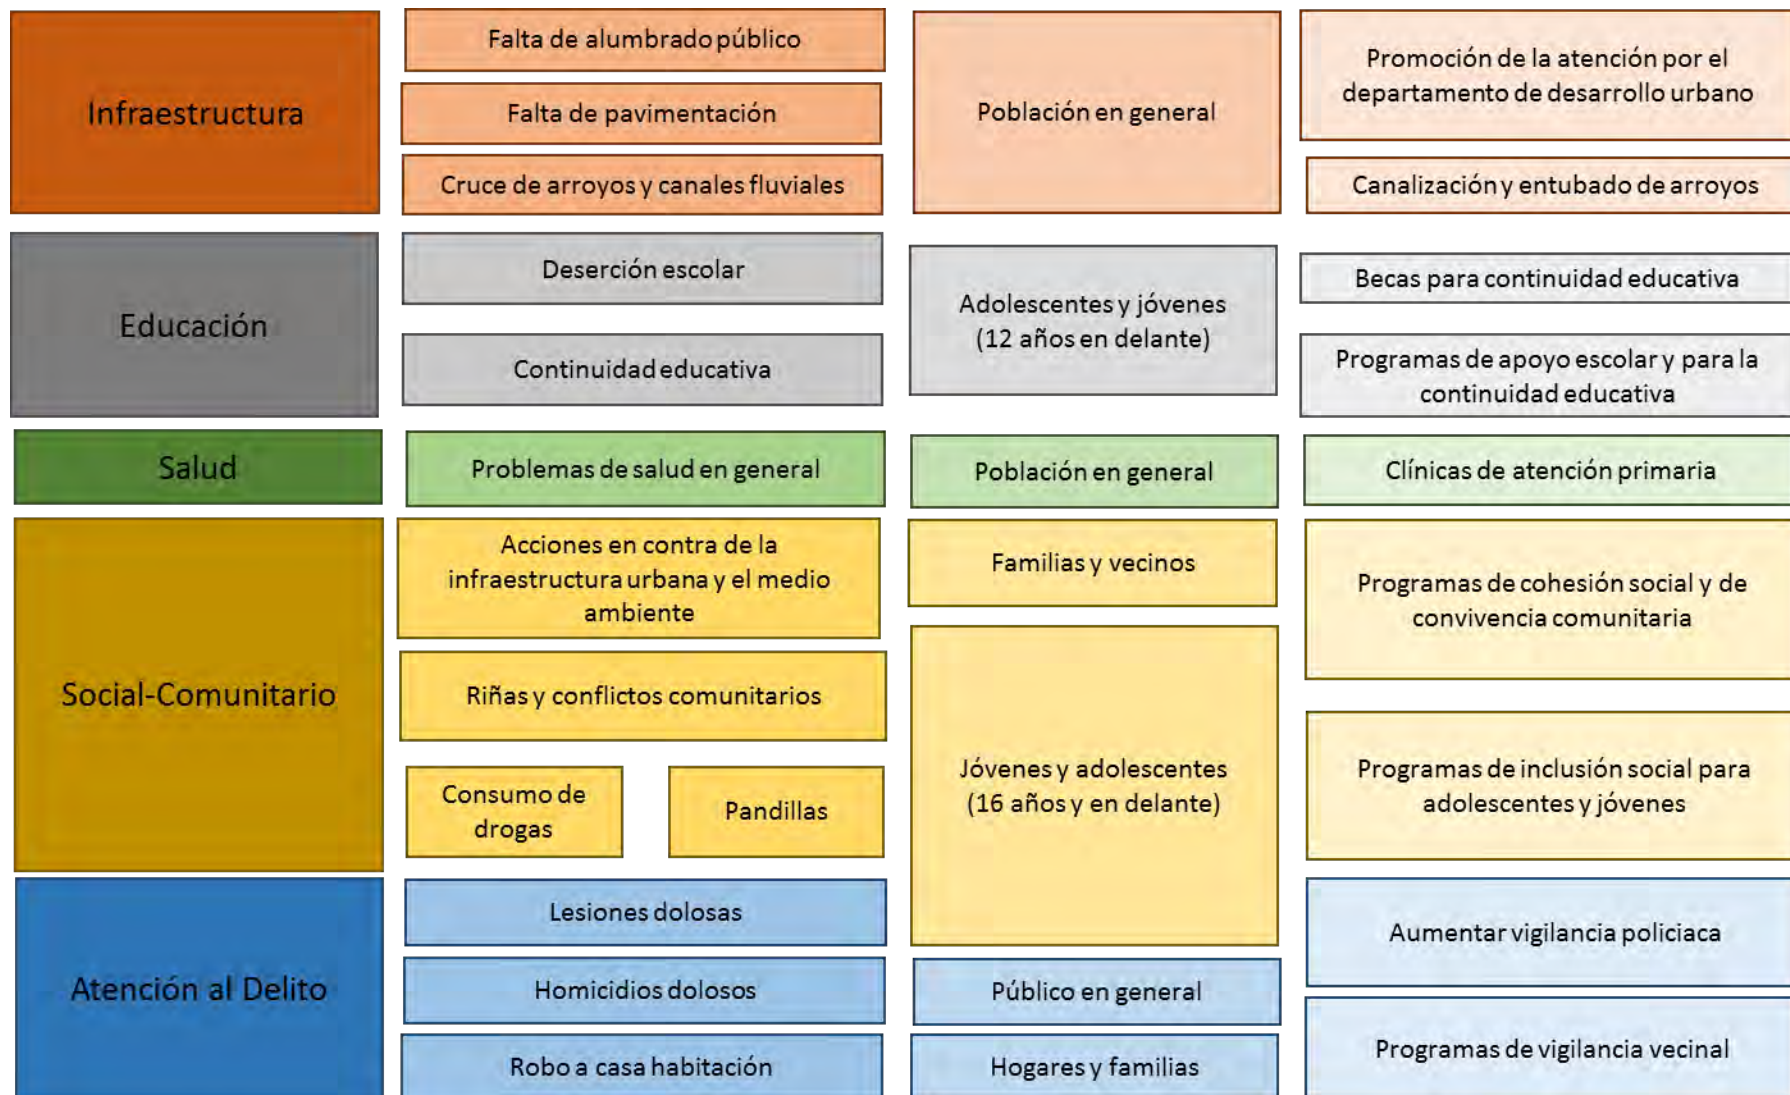 Infraestructura
Falta de alumbrado público
Falta de pavimentación
Cruce de arroyos y canales fluviales
Población en general
Promoción de la atención por el
departamento de desarrollo urbano
Canalización y entubado de arroyos
Educación
Deserción escolar
Continuidad educativa
Adolescentes y jóvenes
(12 años en delante)
Becas para continuidad educativa
Programas de apoyo escolar y para la
continuidad educativa
Salud
Problemas de salud en general
Población en general
Clínicas de atención primaria
Social-Comunitario
Acciones en contra de la
infraestructura urbana y el medio
ambiente
Riñas y conflictos comunitarios
Consumo de
drogas
Pandillas
Familias y vecinos
Jóvenes y adolescentes
(16 años y en delante)
Programas de cohesión social y de
convivencia comunitaria
Programas de inclusión social para
adolescentes y jóvenes
Atención al Delito
Lesiones dolosas
Homicidios dolosos
Robo a casa habitación
Público en general
Hogares y familias
Aumentar vigilancia policiaca
Programas de vigilancia vecinal